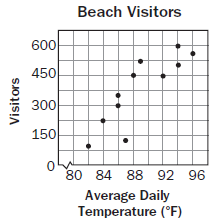 Beach Visitors
Visitors
600
450
300
150
0
80 84 88 92 96
Average Daily
Temperature (°F)